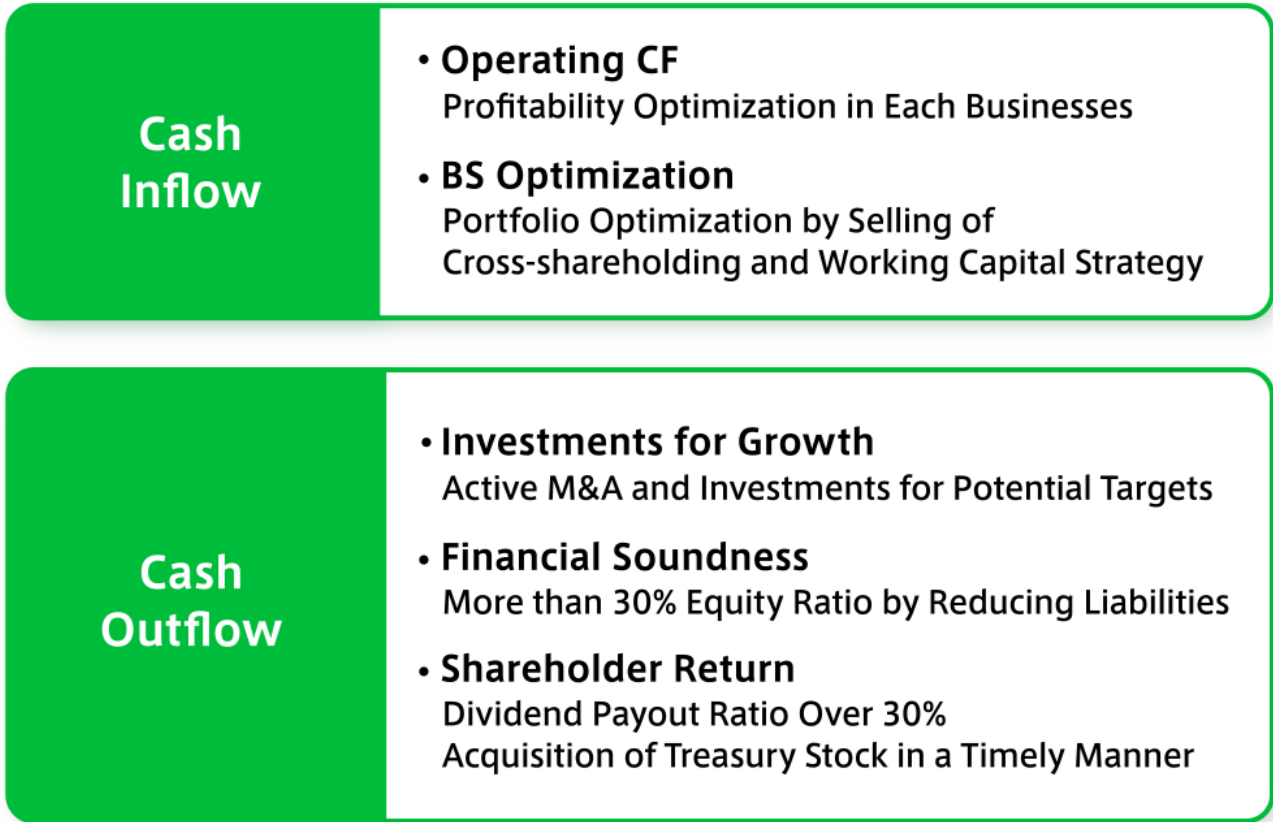 Cash
Inflow
• Operating CF
Profitability Optimization in Each Businesses
• BS Optimization
Portfolio Optimization by Selling of
Cross-shareholding and Working Capital Strategy
Cash
Outflow
• Investments for Growth
Active M&A and Investments for Potential Targets
• Financial Soundness
More than 30% Equity Ratio by Reducing Liabilities
• Shareholder Return
Dividend Payout Ratio Over 30%
Acquisition of Treasury Stock in a Timely Manner